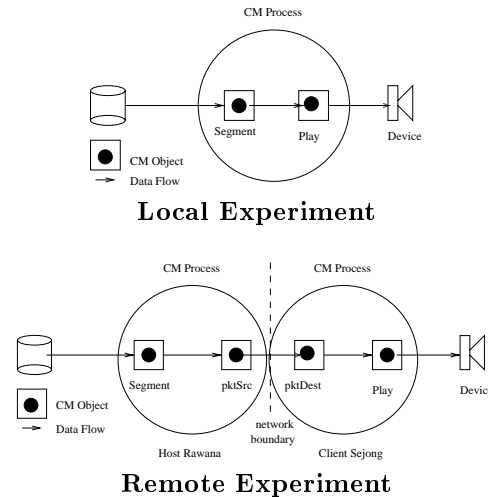 CM Process
Segment
Play
Device
CM Object
Data Flow
Local Experiment
CM Process
CM Process
Segment
pktSrc
pktDest
Play
Devic
CM Object
Data Flow
network
boundary
Host Rawana
Client Sejong
Remote Experiment